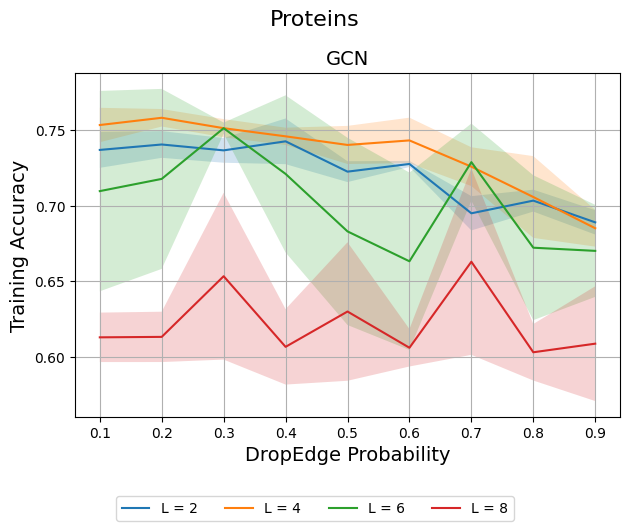 Proteins
GCN
Training Accuracy
0.75
0.70
0.65
0.60
0.1 0.2 0.3 0.4 0.5 0.6 0.7 0.8 0.9
DropEdge Probability
L = 2 L = 4 L = 6 L = 8